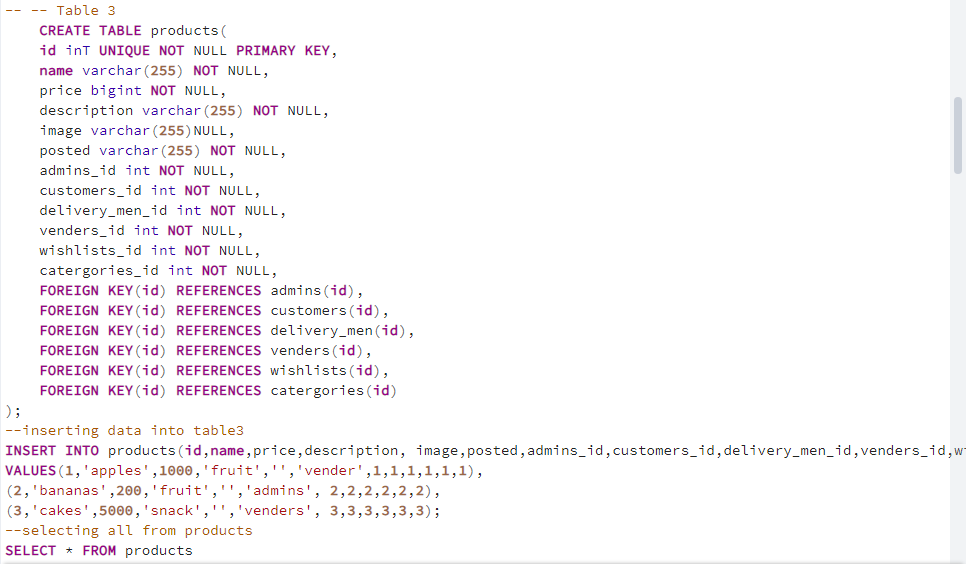 -- -- Table 3
CREATE TABLE products(
id inT UNIQUE NOT NULL PRIMARY KEY,
name varchar(255) NOT NULL,
price bigint NOT NULL,
description varchar(255) NOT NULL,
image varchar(255)NULL,
posted varchar(255) NOT NULL,
admins_id int NOT NULL,
customers_id int NOT NULL,
delivery_men_id int NOT NULL,
venders_id int NOT NULL,
wishlists_id int NOT NULL,
catergories_id int NOT NULL,
FOREIGN KEY(id) REFERENCES admins(id),
FOREIGN KEY(id) REFERENCES customers(id),
FOREIGN KEY(id) REFERENCES delivery_men(id),
FOREIGN KEY(id) REFERENCES venders(id),
FOREIGN KEY(id) REFERENCES wishlists(id),
FOREIGN KEY(id) REFERENCES catergories(id)
);
--inserting data into table3
INSERT INTO products(id,name,price,description, image,posted,admins_id,customers_id,delivery_men_id,venders_id,w
VALUES(1,'apples',1000,'fruit','','vender',1,1,1,1,1,1),
(2,'bananas',200,'fruit','','admins', 2,2,2,2,2,2),
(3,'cakes',5000,'snack','','venders', 3,3,3,3,3,3);
--selecting all from products
SELECT * FROM products